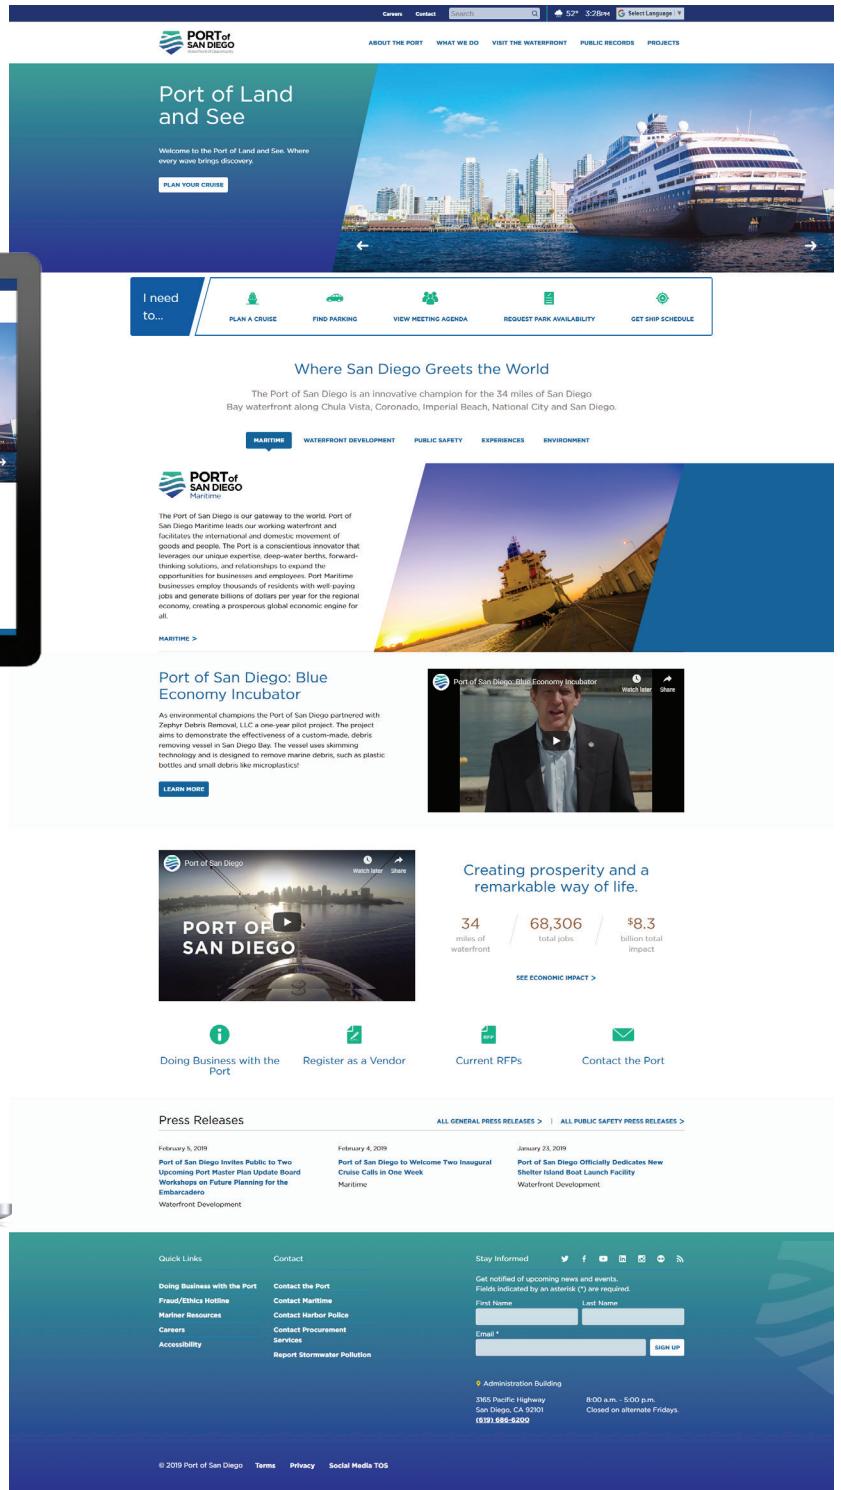 Careers Contact Search 52° 3:28PM Select Language ▼
PORT of
SAN DIEGO
ABOUT THE PORT WHAT WE DO VISIT THE WATERFRONT PUBLIC RECORDS PROJECTS
Port of Land
and See
Welcome to the Port of Land and See. Where
every wave brings discovery.
PLAN YOUR CRUISE
I need
to...
PLAN A CRUISE FIND PARKING VIEW MEETING AGENDA REQUEST PARK AVAILABILITY GET SHIP SCHEDULE
Where San Diego Greets the World
The Port of San Diego is an innovative champion for the 34 miles of San Diego
Bay waterfront along Chula Vista, Coronado, Imperial Beach, National City and San Diego.
MARITIME WATERFRONT DEVELOPMENT PUBLIC SAFETY EXPERIENCES ENVIRONMENT
PORT of
SAN DIEGO
Maritime
The Port of San Diego is our gateway to the world. Port of
San Diego Maritime leads our working waterfront and
facilitates the international and domestic movement of
goods and people. The Port is a conscientious innovator that
leverages our unique expertise, deep-water berths, forward-
thinking solutions, and relationships to expand the
opportunities for businesses and employees. Port Maritime
businesses employ thousands of residents with well-paying
jobs and generate billions of dollars per year for the regional
economy, creating a prosperous global economic engine for
all.
MARITIME >
Port of San Diego: Blue
Economy Incubator
As environmental champions the Port of San Diego partnered with
Zephyr Debris Removal, LLC a one-year pilot project. The project
aims to demonstrate the effectiveness of a custom-made, debris
removing vessel in San Diego Bay. The vessel uses skimming
technology and is designed to remove marine debris, such as plastic
bottles and small debris like microplastics!
LEARN MORE
Port of San Diego: Blue Economy Incubator
Watch later Share
Port of San Diego
Watch later Share
PORT OF
SAN DIEGO
Creating prosperity and a
remarkable way of life.
34 68,306 $8.3
miles of total jobs billion total
waterfront impact
SEE ECONOMIC IMPACT >
RFP
Doing Business with the Register as a Vendor Current RFPs Contact the Port
Port
Press Releases
ALL GENERAL PRESS RELEASES > | ALL PUBLIC SAFETY PRESS RELEASES >
February 5, 2019
Port of San Diego Invites Public to Two
Upcoming Port Master Plan Update Board
Workshops on Future Planning for the
Embarcadero
Waterfront Development
February 4, 2019
Port of San Diego to Welcome Two Inaugural
Cruise Calls in One Week
Maritime
January 23, 2019
Port of San Diego Officially Dedicates New
Shelter Island Boat Launch Facility
Waterfront Development
Quick Links
Doing Business with the Port
Fraud/Ethics Hotline
Mariner Resources
Careers
Accessibility
Contact
Contact the Port
Contact Maritime
Contact Harbor Police
Contact Procurement
Services
Report Stormwater Pollution
Stay Informed
Get notified of upcoming news and events.
Fields indicated by an asterisk (*) are required.
First Name Last Name
Email *
SIGN UP
Administration Building
3165 Pacific Highway
San Diego, CA 92101
(619) 686-6200
8:00 a.m. - 5:00 p.m.
Closed on alternate Fridays.
© 2019 Port of San Diego Terms Privacy Social Media TOS